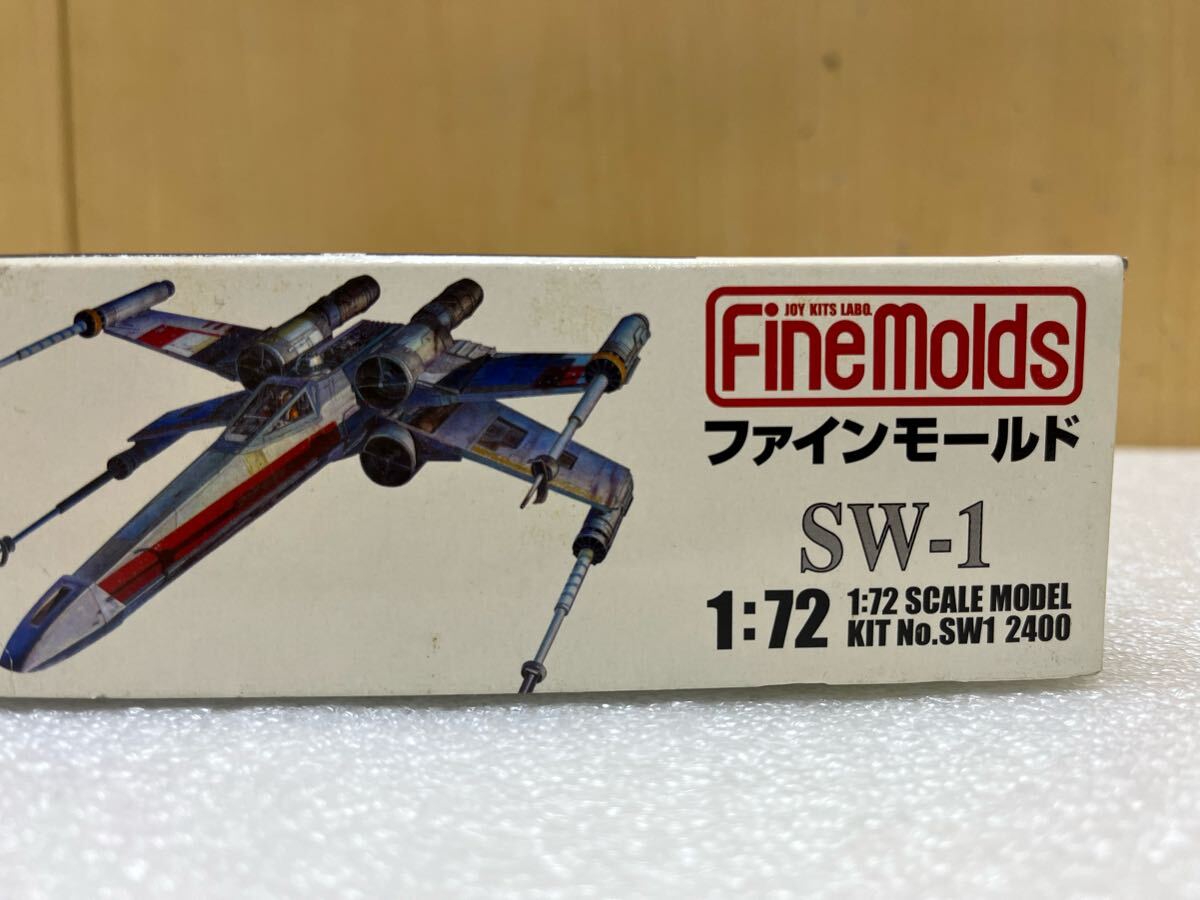 JOY KITS LABO.
FineMolds
ファインモールド
SW-1
1:72
1:72 SCALE MODEL
KIT No.SW1 2400